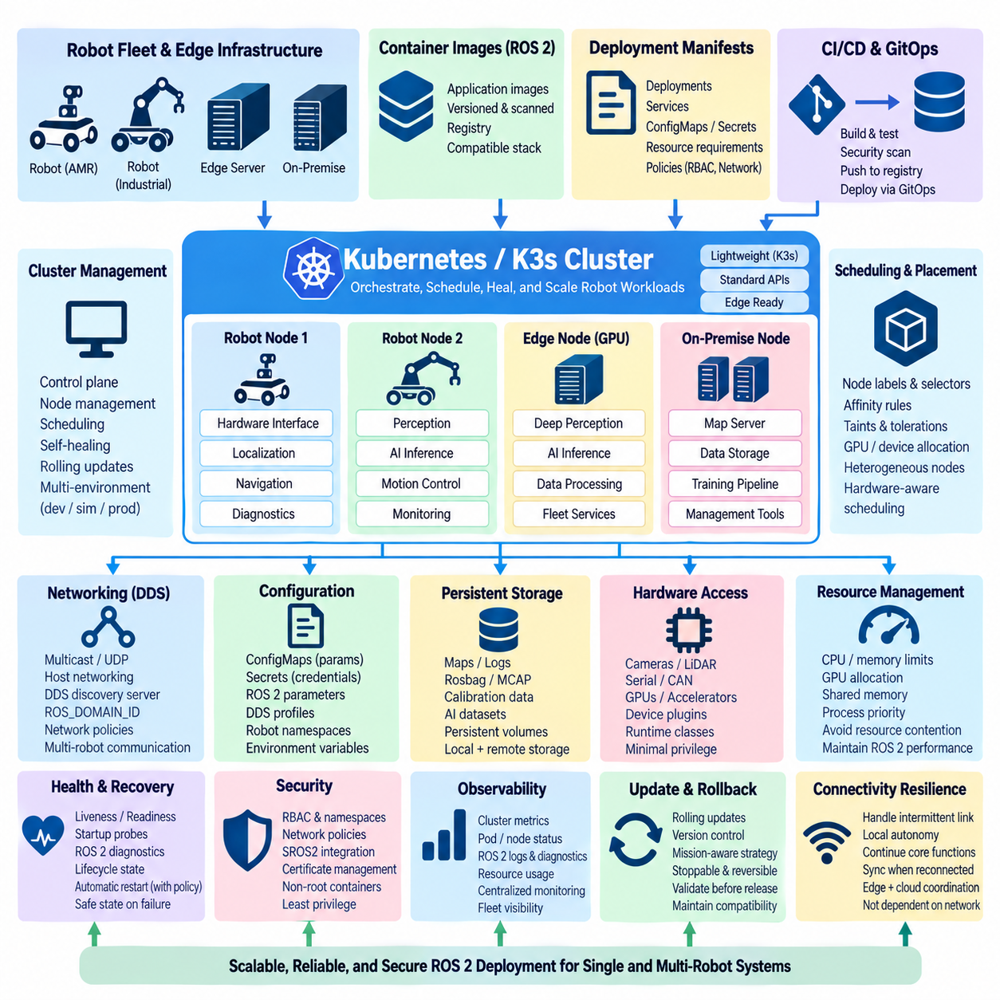 Robot Fleet & Edge Infrastructure
Robot (AMR)
Robot
(Industrial)
Edge Server
On-Premise
Container Images (ROS 2)
Application images
Versioned & scanned
Registry
Compatible stack
Deployment Manifests
Deployments
Services
ConfigMaps / Secrets
Resource requirements
Policies (RBAC, Network)
CI/CD & GitOps
Build & test
Security scan
Push to registry
Deploy via GitOps
Cluster Management
Control plane
Node management
Scheduling
Self-healing
Rolling updates
Multi-environment
(dev / sim / prod)
Kubernetes / K3s Cluster
Orchestrate, Schedule, Heal, and Scale Robot Workloads
Lightweight (K3s)
Standard APIs
Edge Ready
Robot Node 1
Hardware Interface
Localization
Navigation
Diagnostics
Robot Node 2
Perception
AI Inference
Motion Control
Monitoring
Edge Node (GPU)
Deep Perception
AI Inference
Data Processing
Fleet Services
On-Premise Node
Map Server
Data Storage
Training Pipeline
Management Tools
Scheduling & Placement
Node labels & selectors
Affinity rules
Taints & tolerations
GPU / device allocation
Heterogeneous nodes
Hardware-aware
scheduling
Networking (DDS)
Multicast / UDP
Host networking
DDS discovery server
ROS_DOMAIN_ID
Network policies
Multi-robot communication
Configuration
ConfigMaps (params)
Secrets (credentials)
ROS 2 parameters
DDS profiles
Robot namespaces
Environment variables
Persistent Storage
Maps / Logs
Rosbag / MCAP
Calibration data
AI datasets
Persistent volumes
Local + remote storage
Hardware Access
Cameras / LiDAR
Serial / CAN
GPUs / Accelerators
Device plugins
Runtime classes
Minimal privilege
Resource Management
CPU / memory limits
GPU allocation
Shared memory
Process priority
Avoid resource contention
Maintain ROS 2 performance
Health & Recovery
Liveness / Readiness
Startup probes
ROS 2 diagnostics
Lifecycle state
Automatic restart (with policy)
Safe state on failure
Security
RBAC & namespaces
Network policies
SROS2 integration
Certificate management
Non-root containers
Least privilege
Observability
Cluster metrics
Pod / node status
ROS 2 logs & diagnostics
Resource usage
Centralized monitoring
Fleet visibility
Update & Rollback
Rolling updates
Version control
Mission-aware strategy
Stoppable & reversible
Validate before release
Maintain compatibility
Connectivity Resilience
Handle intermittent link
Local autonomy
Continue core functions
Sync when reconnected
Edge + cloud coordination
Not dependent on network
Scalable, Reliable, and Secure ROS 2 Deployment for Single and Multi-Robot Systems